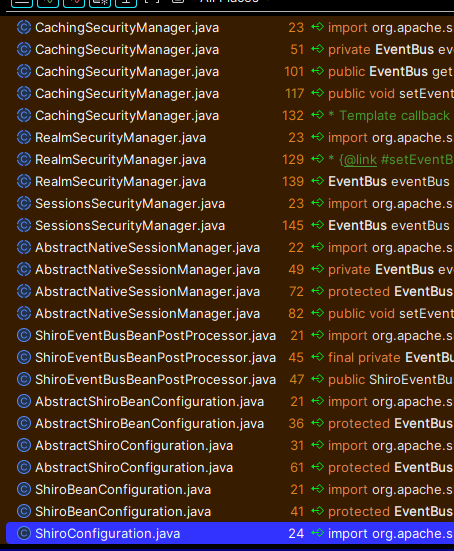 CachingSecurityManager.java 23 import org.apache.s
CachingSecurityManager.java 51 private EventBus ev
CachingSecurityManager.java 101 public EventBus get
CachingSecurityManager.java 117 public void setEvent
CachingSecurityManager.java 132 * Template callback
RealmSecurityManager.java 23 import org.apache.s
RealmSecurityManager.java 129 * {@link #setEventB
RealmSecurityManager.java 139 EventBus eventBus
SessionsSecurityManager.java 23 import org.apache.s
SessionsSecurityManager.java 145 EventBus eventBus
AbstractNativeSessionManager.java 22 import org.apache.s
AbstractNativeSessionManager.java 49 private EventBus ev
AbstractNativeSessionManager.java 72 protected EventBus
AbstractNativeSessionManager.java 82 public void setEvent
ShiroEventBusBeanPostProcessor.java 21 import org.apache.s
ShiroEventBusBeanPostProcessor.java 45 final private EventBu
ShiroEventBusBeanPostProcessor.java 47 public ShiroEventBus
AbstractShiroBeanConfiguration.java 21 import org.apache.s
AbstractShiroBeanConfiguration.java 36 protected EventBus
AbstractShiroConfiguration.java 31 import org.apache.s
AbstractShiroConfiguration.java 61 protected EventBus
ShiroBeanConfiguration.java 21 import org.apache.s
ShiroBeanConfiguration.java 41 protected EventBus
ShiroConfiguration.java 24 import org.apache.s